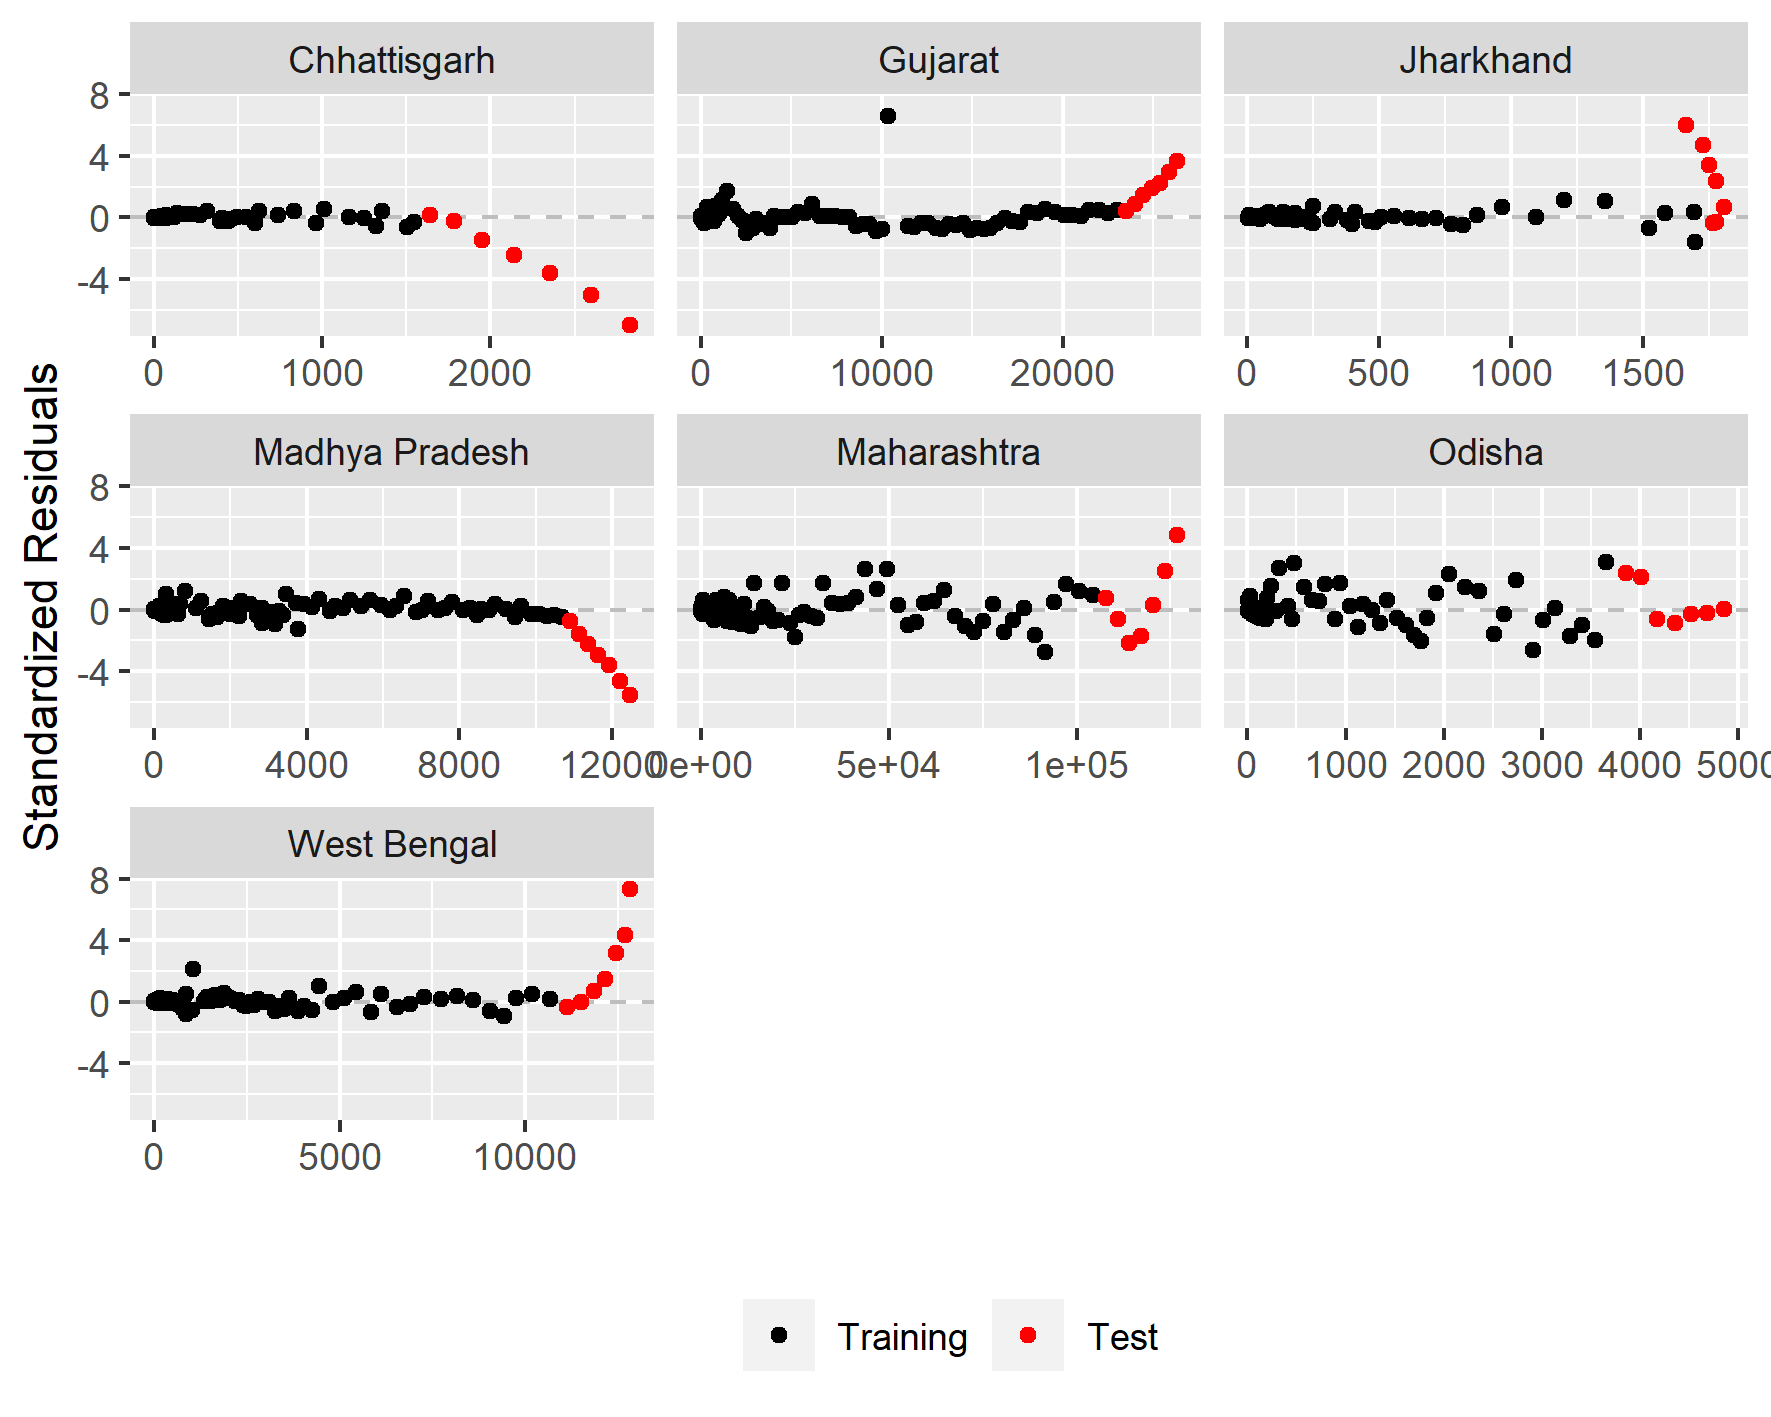 Chhattisgarh Gujarat Jharkhand
8
4
0
-4
0 1000 2000 0 10000 20000 0 500 1000 1500
Standardized Residuals
Madhya Pradesh Maharashtra Odisha
8
4
0
-4
0 4000 8000 12000 0e+00 5e+04 1e+05 0 1000 2000 3000 4000 5000
West Bengal
8
4
0
-4
0 5000 10000
Training Test